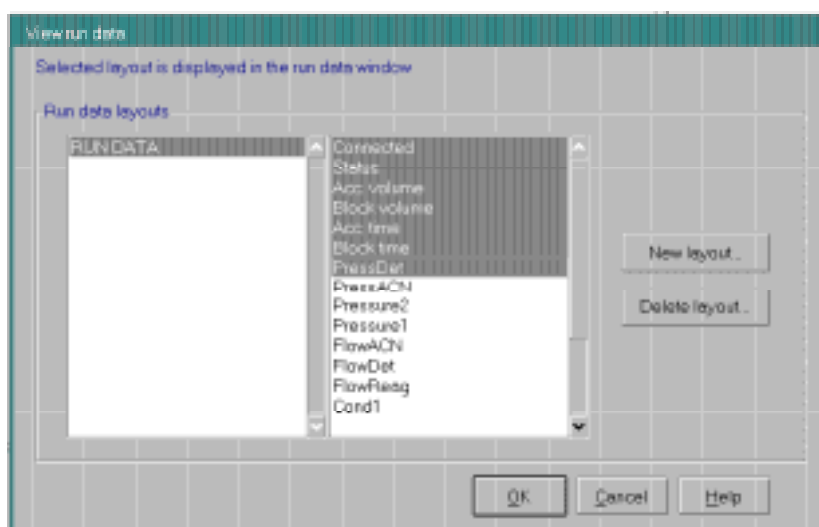 View run data
Selected layout is displayed in the run data window
Run data layouts
RUN DATA
Connected
Status
Acc. volume
Block volume
Acc. time
Block time
PressDet
PressACN
Pressure2
Pressure1
FlowACN
FlowDet
FlowReag
Cond1
New layout...
Delete layout...
OK
Cancel
Help